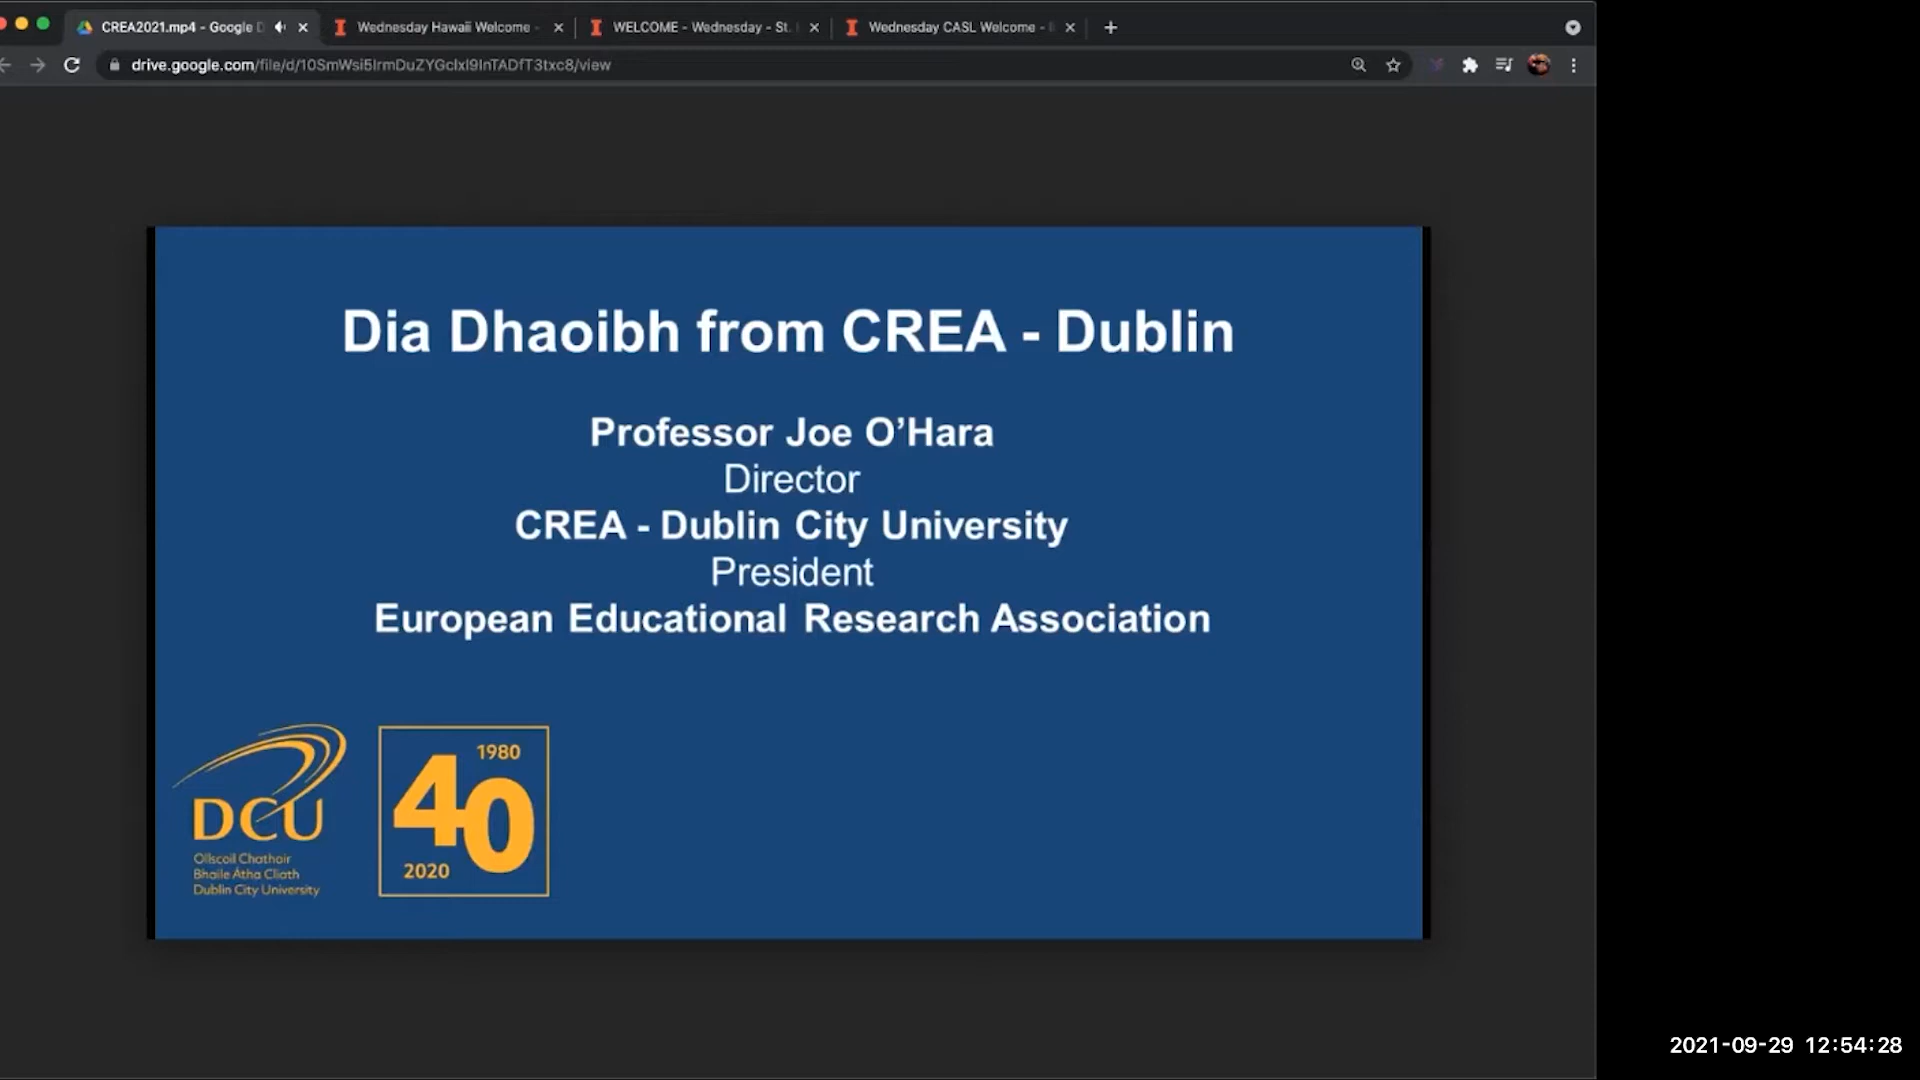 CREA2021.mp4 - Google D
Wednesday Hawaii Welcome -
WELCOME - Wednesday - St.
Wednesday CASL Welcome -
drive.google.com/file/d/10SmWsi5IrmDuZYGcIxI9InTADfT3txc8/view
Dia Dhaoibh from CREA - Dublin
Professor Joe O’Hara
Director
CREA - Dublin City University
President
European Educational Research Association
DCU
Ollscoil Chathair
Bhaile Átha Cliath
Dublin City University
1980
40
2020
2021-09-29 12:54:28